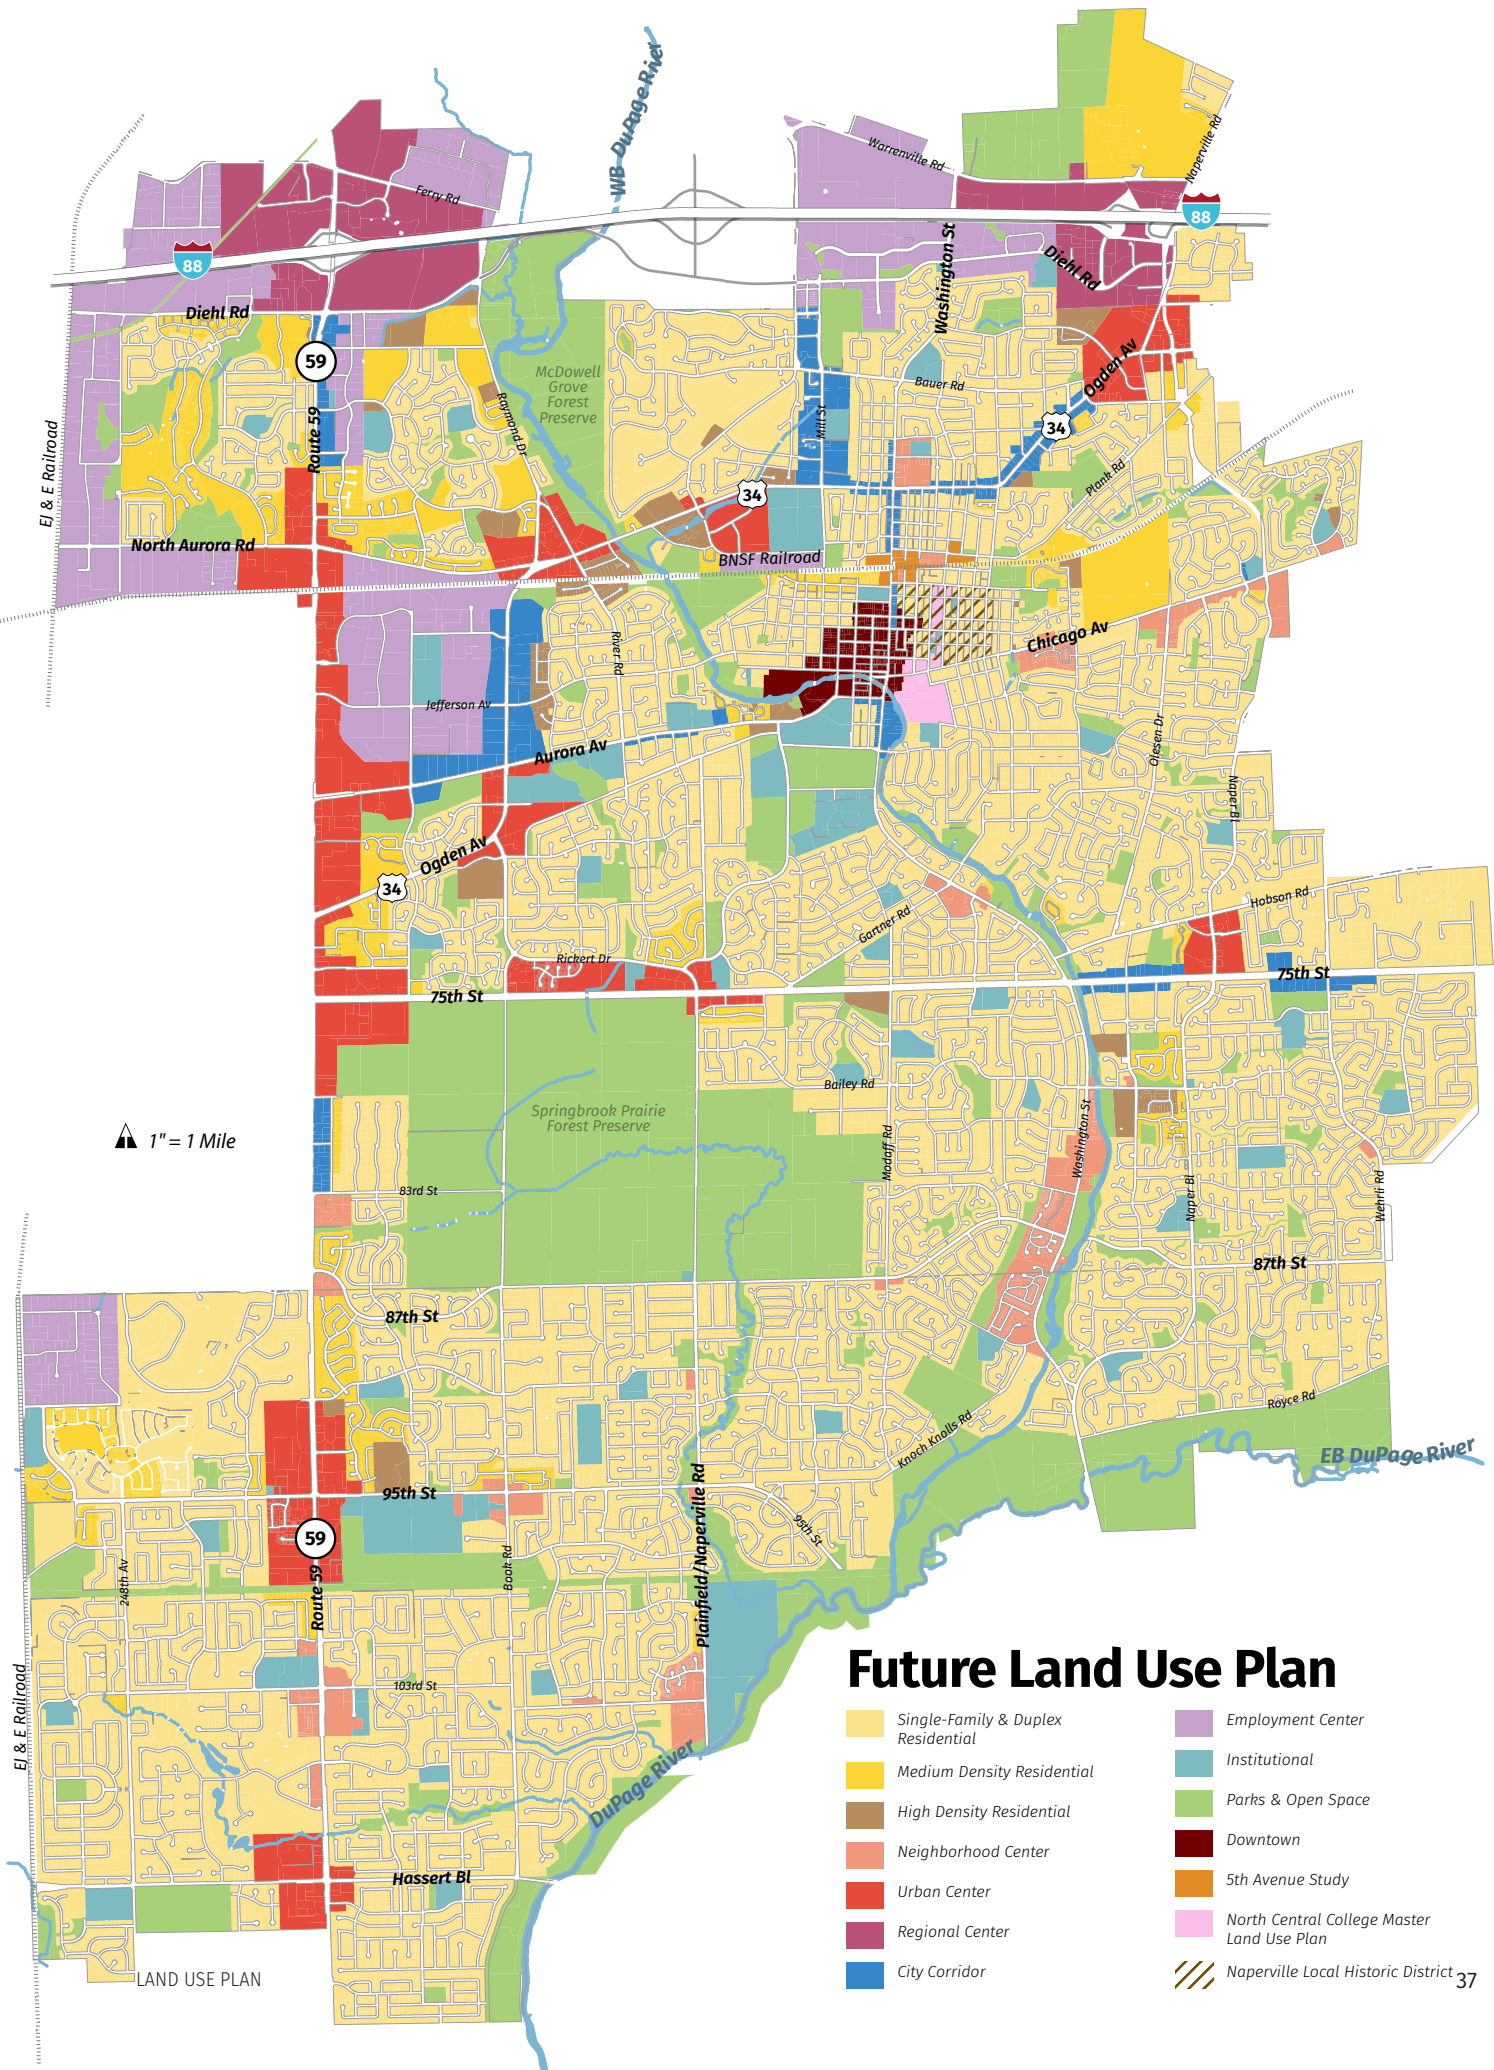 WB DuPage River
Warrenville Rd
Naperville Rd
Ferry Rd
88
88
Washington St
Diehl Rd
Diehl Rd
59
McDowell
Grove
Forest
Preserve
Bauer Rd
Ogden Av
Raymond Dr
Route 59
Mill St
34
EJ & E Railroad
Plank Rd
34
North Aurora Rd
BNSF Railroad
River Rd
Chicago Av
Jefferson Av
Aurora Av
Olesen Dr
Naper Bl
Ogden Av
34
Hobson Rd
Gartner Rd
Rickert Dr
75th St
75th St
Bailey Rd
Springbrook Prairie
Forest Preserve
1" = 1 Mile
Modaff Rd
Washington St
83rd St
Naper Bl
Wehrli Rd
87th St
87th St
Royce Rd
Knoch Knolls Rd
EB DuPage River
95th St
95th St
59
Plainfield/Naperville Rd
Book Rd
248th Av
Route 59
EJ & E Railroad
103rd St
DuPage River
Hassert Bl
Future Land Use Plan
Single-Family & Duplex
Residential
Medium Density Residential
High Density Residential
Neighborhood Center
Urban Center
Regional Center
City Corridor
Employment Center
Institutional
Parks & Open Space
Downtown
5th Avenue Study
North Central College Master
Land Use Plan
Naperville Local Historic District
LAND USE PLAN
37